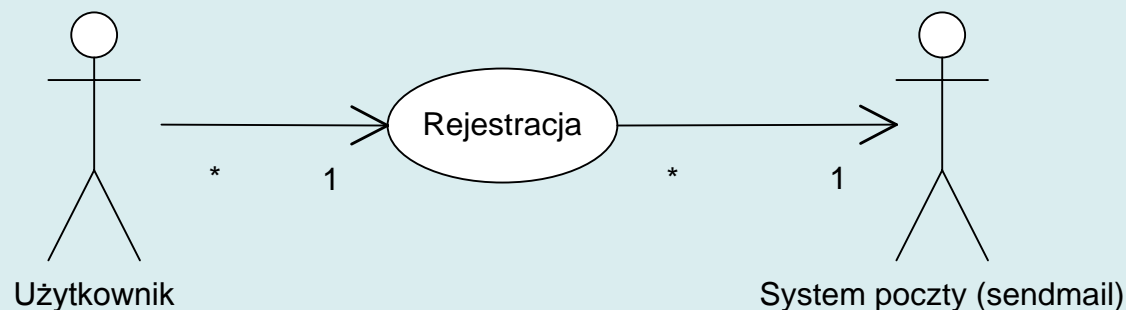 Rejestracja
* 1 * 1
Użytkownik
System poczty (sendmail)